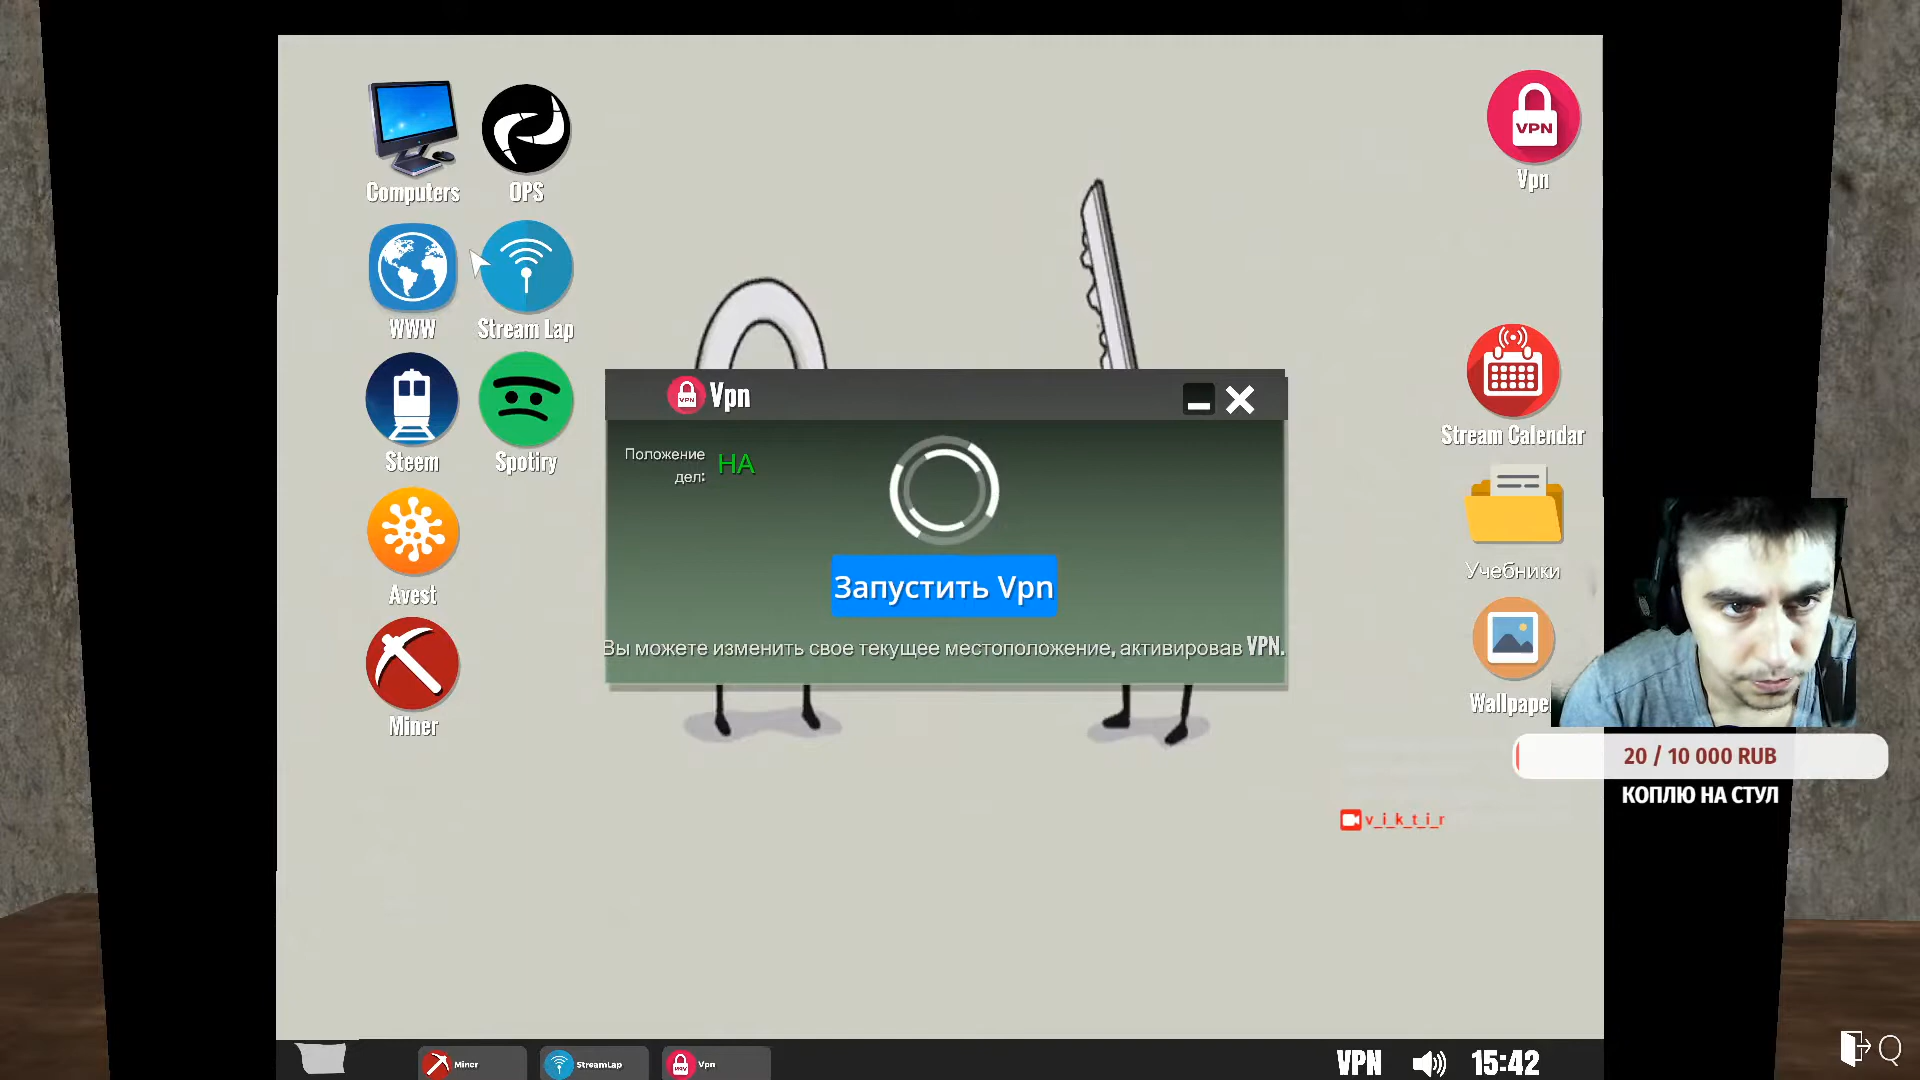 VPN
Computers
OPS
Vpn
WWW
Stream Lap
Vpn
VPN
Положение
дел:
НА
Stream Calendar
Steem
Spotiry
Запустить Vpn
Учебники
Avest
Вы можете изменить свое текущее местоположение, активировав VPN.
Wallpape
Miner
20 / 10 000 RUB
КОПЛЮ НА СТУЛ
v_i_k_t_i_r
Miner
StreamLap
Vpn
VPN
15:42
Q